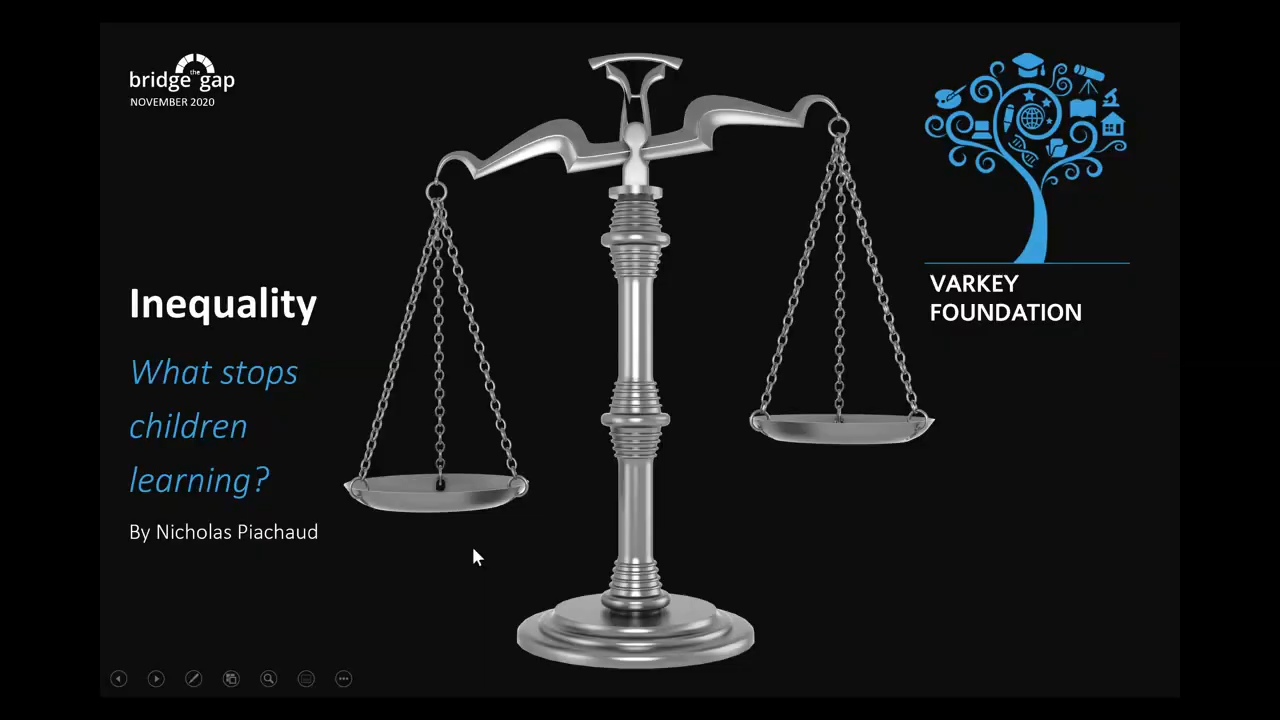 bridge the gap
NOVEMBER 2020
VARKEY
FOUNDATION
Inequality
What stops
children
learning?
By Nicholas Piachaud